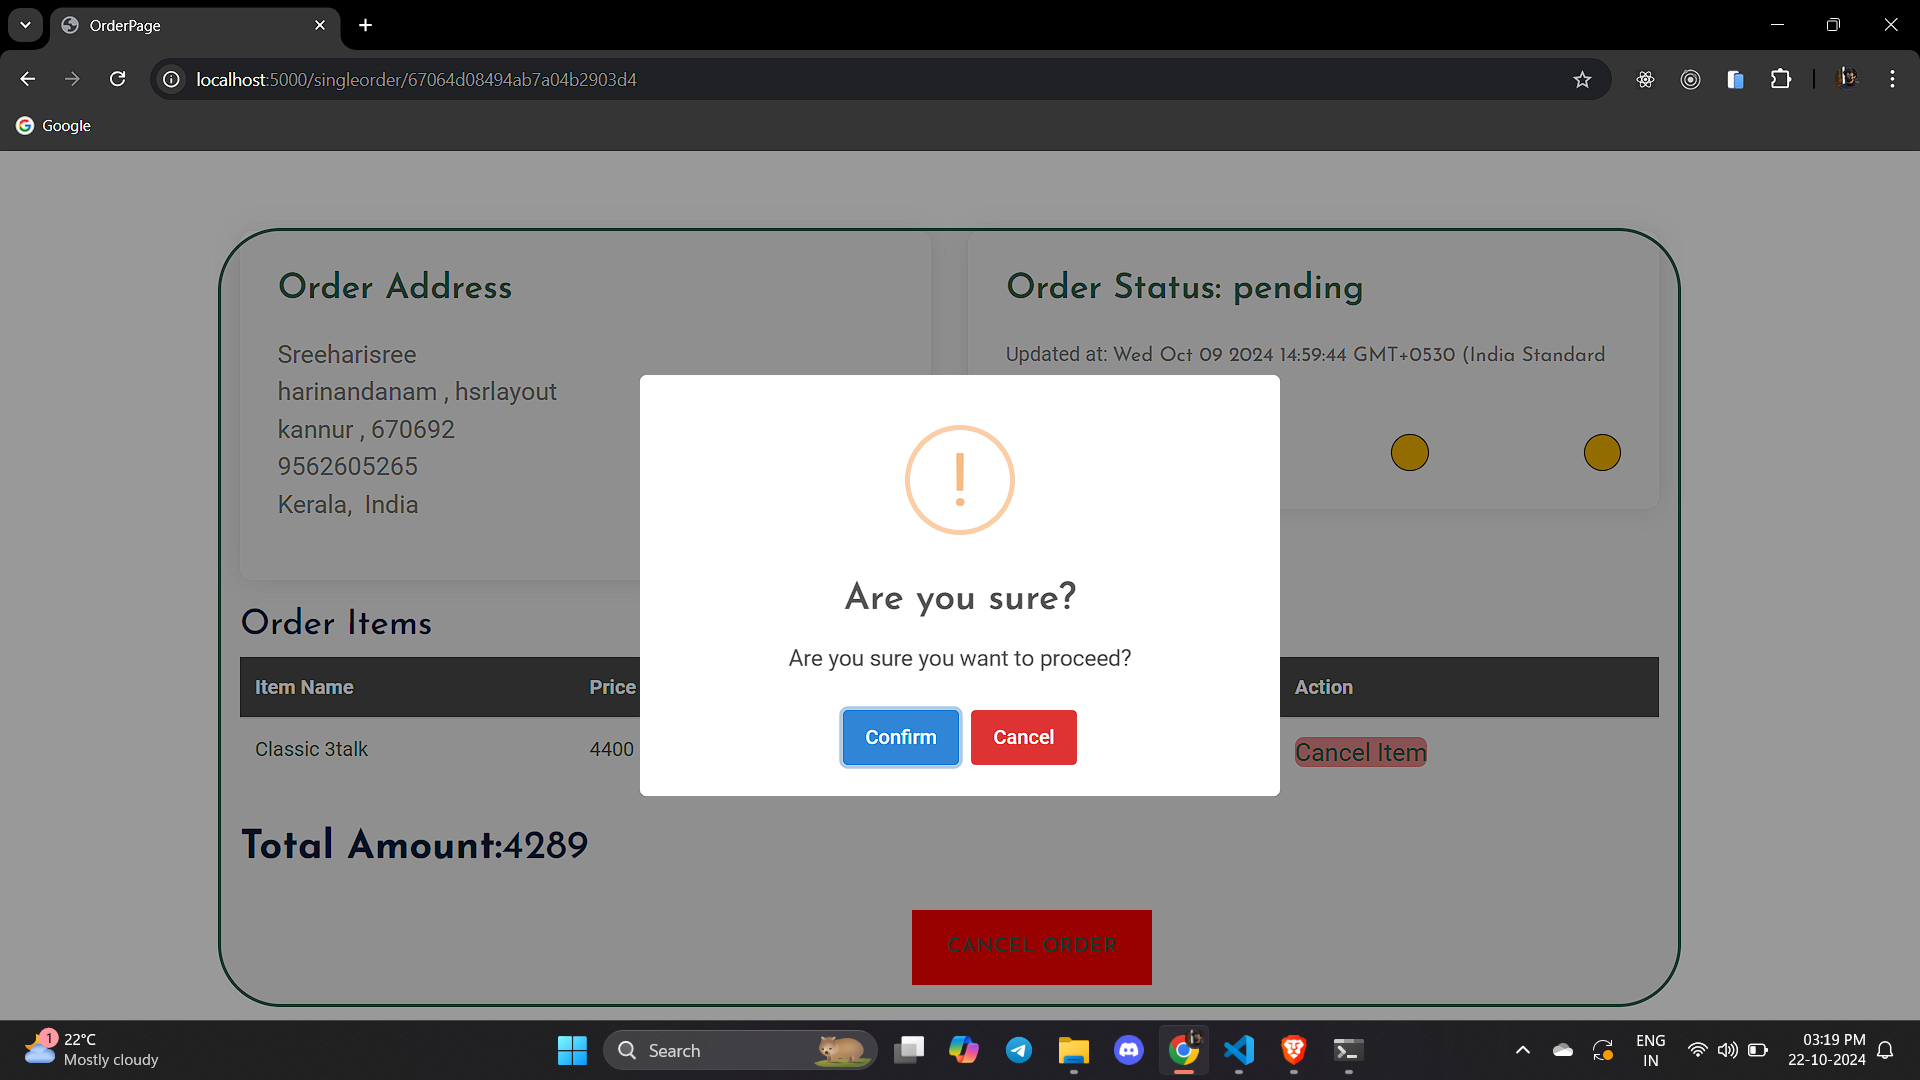 OrderPage
localhost:5000/singleorder/67064d08494ab7a04b2903d4
Google
Order Address
Sreeharisree
harinandanam , hsrlayout
kannur , 670692
9562605265
Kerala, India
Order Status: pending
Updated at: Wed Oct 09 2024 14:59:44 GMT+0530 (India Standard
!
Are you sure?
Are you sure you want to proceed?
Confirm Cancel
Order Items
Item Name Price Action
Classic 3talk 4400 Cancel Item
Total Amount:4289
CANCEL ORDER
1
22°C
Mostly cloudy
Search
ENG
IN
03:19 PM
22-10-2024